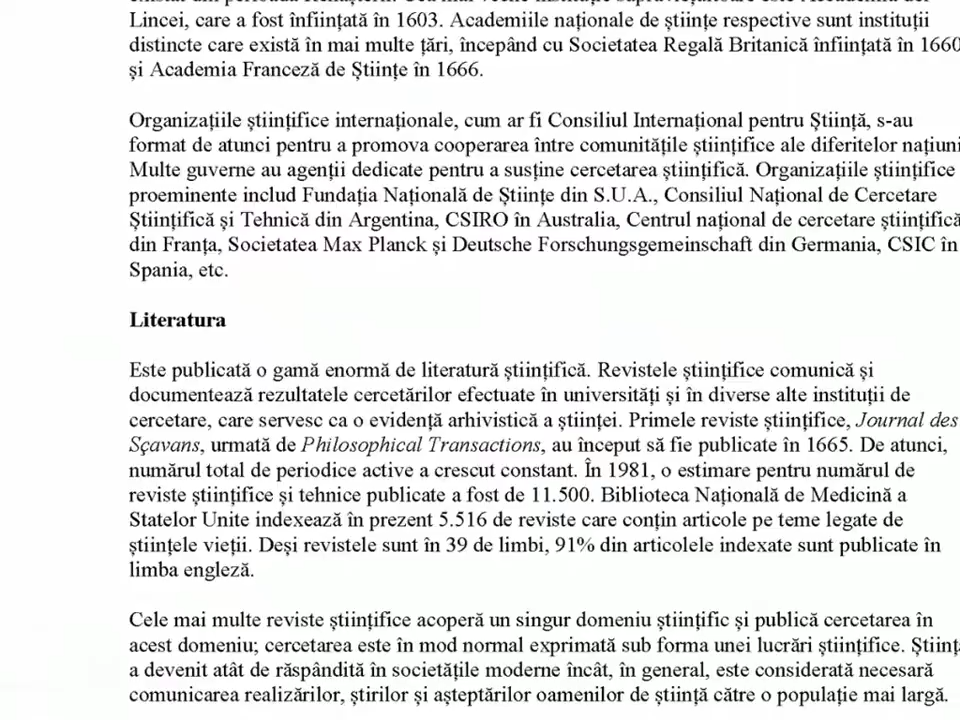 Lincei, care a fost înființată în 1603. Academiile naționale de științe respective sunt instituții
distincte care există în mai multe țări, începând cu Societatea Regală Britanică înființată în 1660
și Academia Franceză de Științe în 1666.
Organizațiile științifice internaționale, cum ar fi Consiliul Internațional pentru Știință, s-au
format de atunci pentru a promova cooperarea între comunitățile științifice ale diferitelor națiuni
Multe guverne au agenții dedicate pentru a susține cercetarea științifică. Organizațiile științifice
proeminente includ Fundația Națională de Științe din S.U.A., Consiliul Național de Cercetare
Științifică și Tehnică din Argentina, CSIRO în Australia, Centrul național de cercetare științifică
din Franța, Societatea Max Planck și Deutsche Forschungsgemeinschaft din Germania, CSIC în
Spania, etc.
Literatura
Este publicată o gamă enormă de literatură științifică. Revistele științifice comunică și
documentează rezultatele cercetărilor efectuate în universități și în diverse alte instituții de
cercetare, care servesc ca o evidență arhivistică a științei. Primele reviste științifice, Journal des
Sçavans, urmată de Philosophical Transactions, au început să fie publicate în 1665. De atunci,
numărul total de periodice active a crescut constant. În 1981, o estimare pentru numărul de
reviste științifice și tehnice publicate a fost de 11.500. Biblioteca Națională de Medicină a
Statelor Unite indexează în prezent 5.516 de reviste care conțin articole pe teme legate de
științele vieții. Deși revistele sunt în 39 de limbi, 91% din articolele indexate sunt publicate în
limba engleză.
Cele mai multe reviste științifice acoperă un singur domeniu științific și publică cercetarea în
acest domeniu; cercetarea este în mod normal exprimată sub forma unei lucrări științifice. Știința
a devenit atât de răspândită în societățile moderne încât, în general, este considerată necesară
comunicarea realizărilor, știrilor și așteptărilor oamenilor de știință către o populație mai largă.